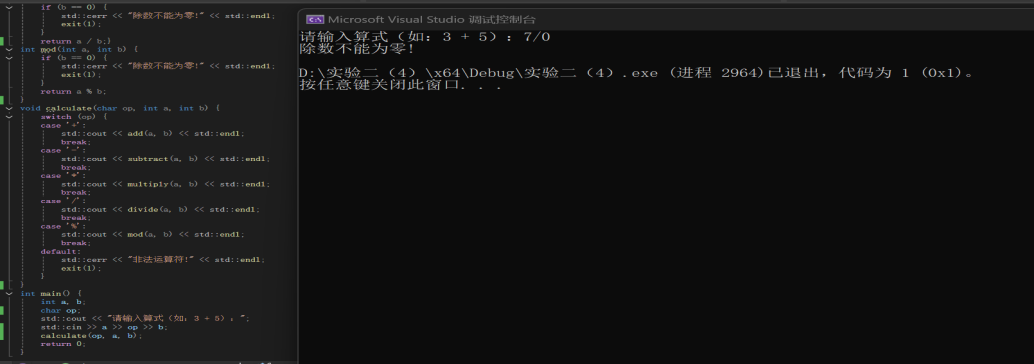 if (b == 0) {
std::cerr << "除数不能为零!" << std::endl;
exit(1);
}
return a / b;}
int mod(int a, int b) {
if (b == 0) {
std::cerr << "除数不能为零!" << std::endl;
exit(1);
}
return a % b;
}
void calculate(char op, int a, int b) {
switch (op) {
case '+':
std::cout << add(a, b) << std::endl;
break;
case '-':
std::cout << subtract(a, b) << std::endl;
break;
case '*':
std::cout << multiply(a, b) << std::endl;
break;
case '/':
std::cout << divide(a, b) << std::endl;
break;
case '%':
std::cout << mod(a, b) << std::endl;
break;
default:
std::cerr << "非法运算符!" << std::endl;
exit(1);
}
}
int main() {
int a, b;
char op;
std::cout << "请输入算式（如：3 + 5）：";
std::cin >> a >> op >> b;
calculate(op, a, b);
return 0;
}
Microsoft Visual Studio 调试控制台
请输入算式（如：3 + 5）：7/0
除数不能为零!
D:\实验二（4）\x64\Debug\实验二（4）.exe (进程 2964)已退出，代码为 1 (0x1)。
按任意键关闭此窗口. . .